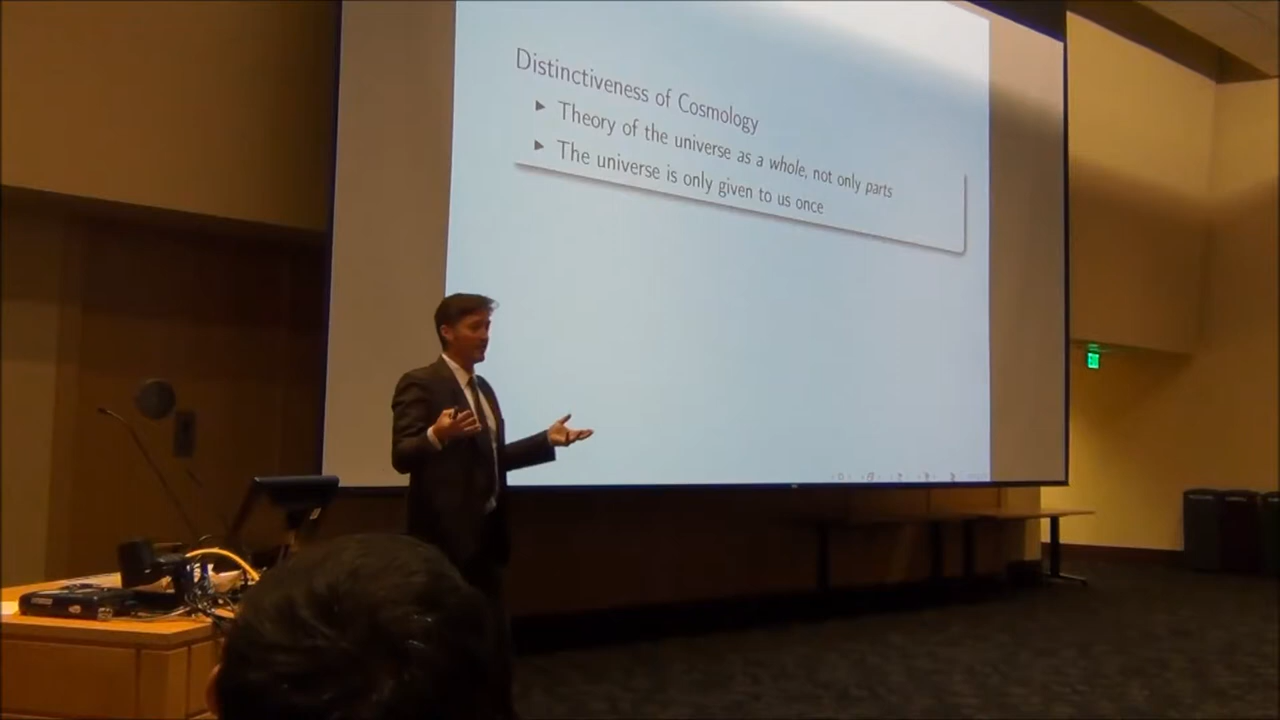 Distinctiveness of Cosmology
Theory of the universe as a whole, not only parts
The universe is only given to us once